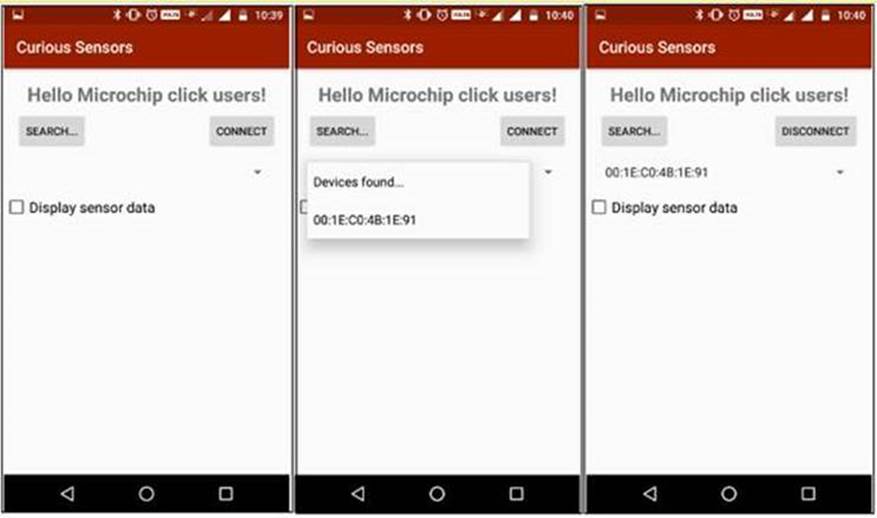 10:39
Curious Sensors
Hello Microchip click users!
SEARCH...
CONNECT
Display sensor data
10:40
Curious Sensors
Hello Microchip click users!
SEARCH...
CONNECT
Devices found...
00:1E:C0:4B:1E:91
10:40
Curious Sensors
Hello Microchip click users!
SEARCH...
DISCONNECT
00:1E:C0:4B:1E:91
Display sensor data